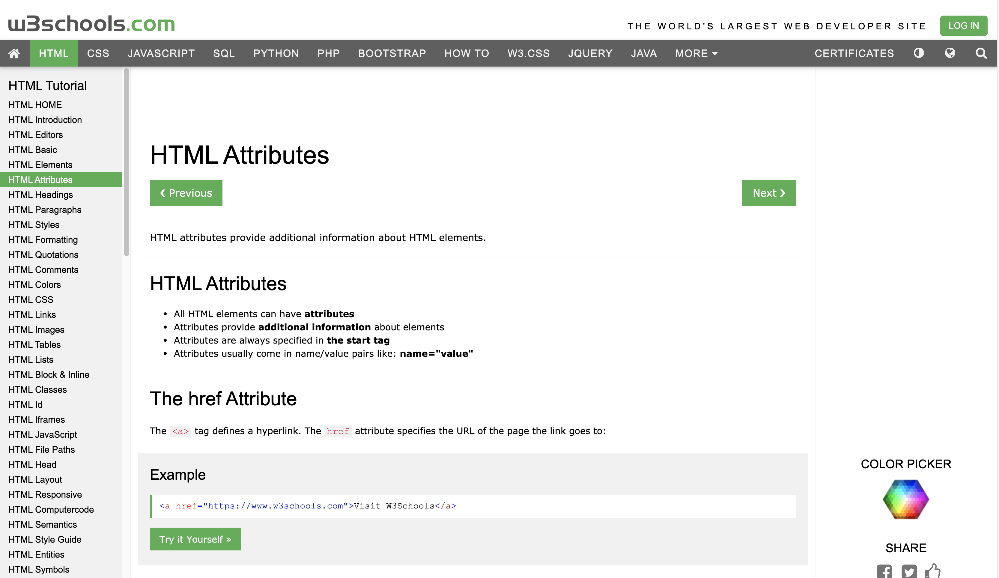 w3schools.com
THE WORLD'S LARGEST WEB DEVELOPER SITE
LOG IN
HTML CSS JAVASCRIPT SQL PYTHON PHP BOOTSTRAP HOW TO W3.CSS JQUERY JAVA MORE CERTIFICATES
HTML Tutorial
HTML HOME
HTML Introduction
HTML Editors
HTML Basic
HTML Elements
HTML Attributes
HTML Headings
HTML Paragraphs
HTML Styles
HTML Formatting
HTML Quotations
HTML Comments
HTML Colors
HTML CSS
HTML Links
HTML Images
HTML Tables
HTML Lists
HTML Block & Inline
HTML Classes
HTML Id
HTML Iframes
HTML JavaScript
HTML File Paths
HTML Head
HTML Layout
HTML Responsive
HTML Computercode
HTML Semantics
HTML Style Guide
HTML Entities
HTML Symbols
HTML Attributes
❮ Previous
Next ❯
HTML attributes provide additional information about HTML elements.
HTML Attributes
• All HTML elements can have attributes
• Attributes provide additional information about elements
• Attributes are always specified in the start tag
• Attributes usually come in name/value pairs like: name="value"
The href Attribute
The <a> tag defines a hyperlink. The href attribute specifies the URL of the page the link goes to:
Example
<a href="https://www.w3schools.com">Visit W3Schools</a>
Try it Yourself »
COLOR PICKER
SHARE